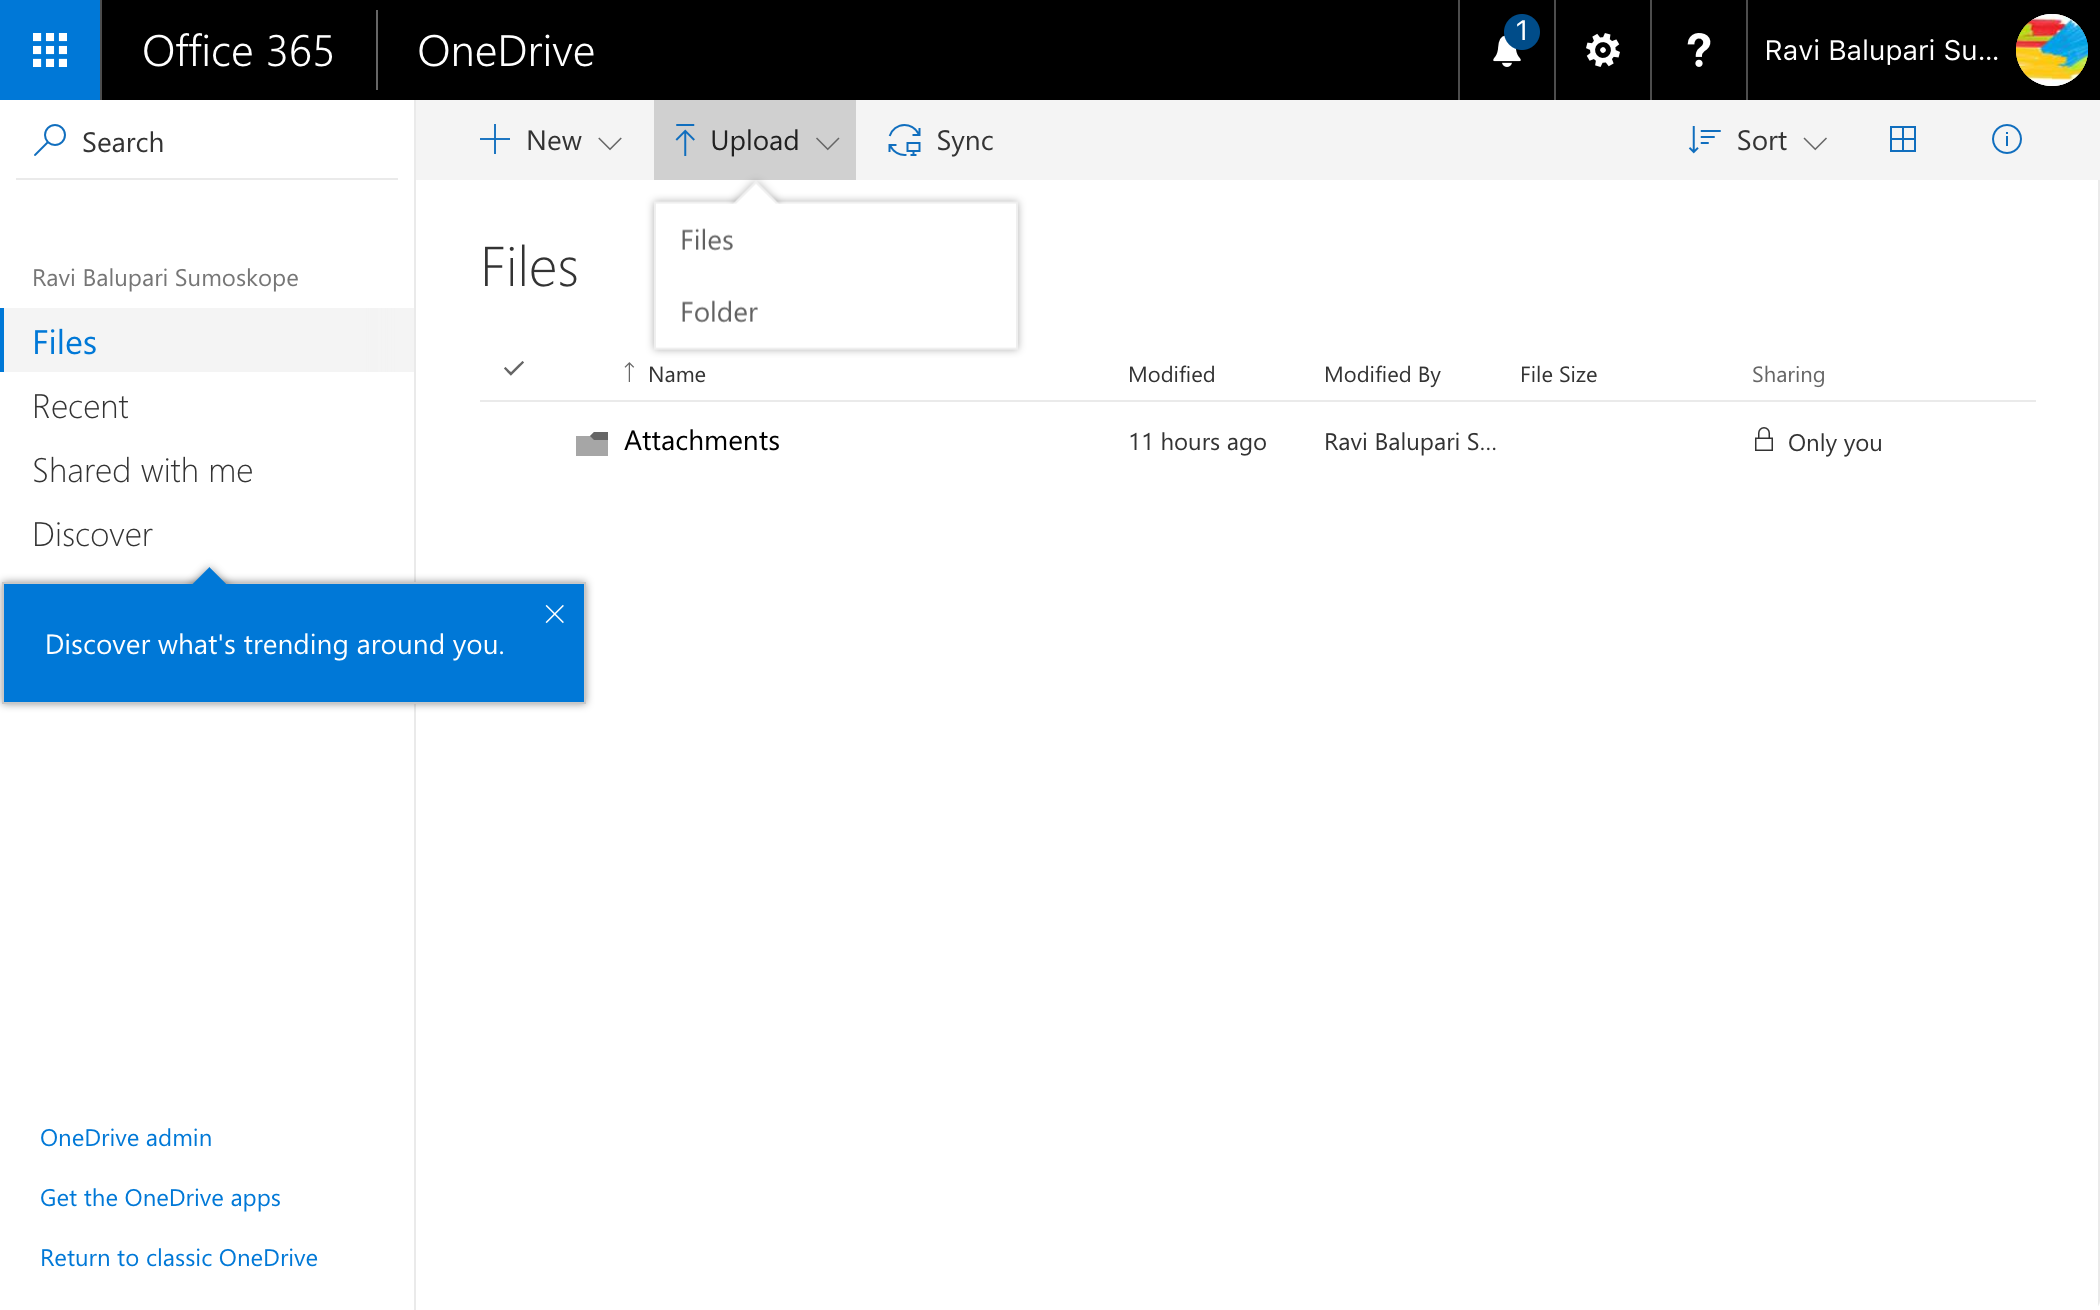 Office 365
OneDrive
1
?
Ravi Balupari Su...
Search
New
Upload
Sync
Sort
Files
Folder
Ravi Balupari Sumoskope
Files
Recent
Shared with me
Discover
Discover what's trending around you.
OneDrive admin
Get the OneDrive apps
Return to classic OneDrive
Files
Name Modified Modified By File Size Sharing
Attachments 11 hours ago Ravi Balupari S... Only you